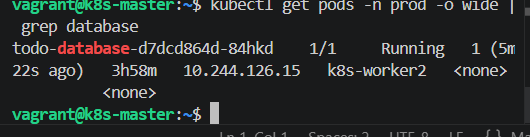 vagrant@k8s-master:~$ kubectl get pods -n prod -o wide |
 grep database
todo-database-d7dcd864d-84hkd   1/1     Running   1 (5m
22s ago)   3h58m   10.244.126.15   k8s-worker2   <none>
           <none>
vagrant@k8s-master:~$